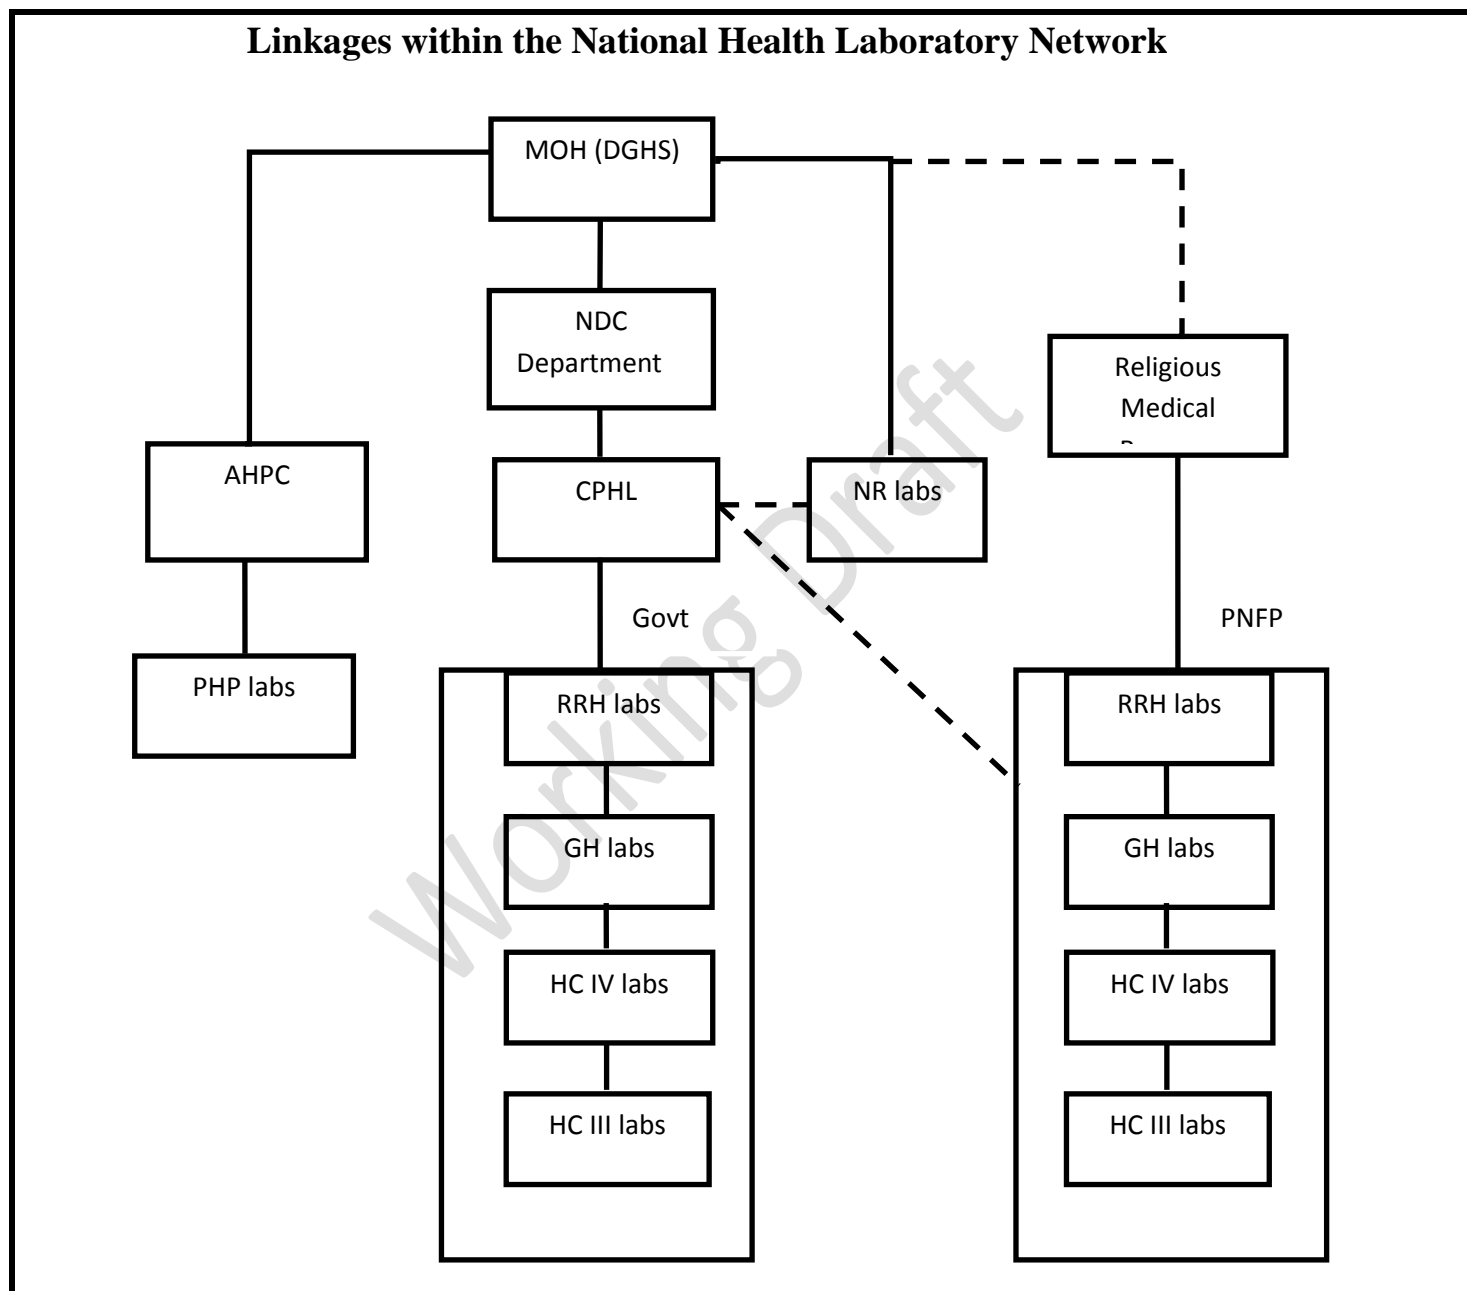 Linkages within the National Health Laboratory Network
MOH (DGHS)
NDC
Department
Religious
Medical
AHPC
CPHL
NR labs
Govt
PNFP
PHP labs
RRH labs
GH labs
HC IV labs
HC III labs
RRH labs
GH labs
HC IV labs
HC III labs
Working Draft